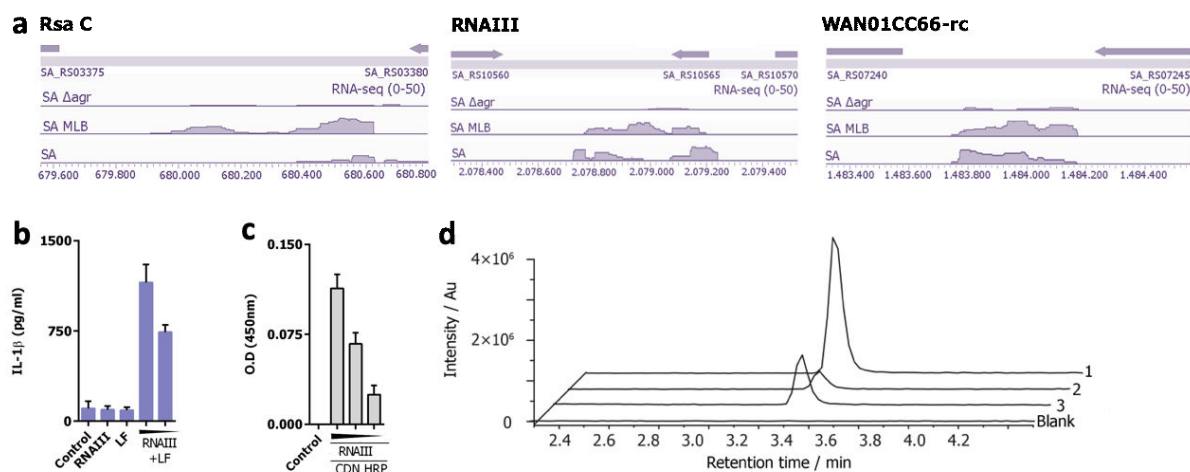 a
Rsa C
SA_RS03375 SA_RS03380
RNA-seq (0-50)
SA Δagr
SA MLB
SA
679.600 679.800 680.000 680.200 680.400 680.600 680.800
RNAIII
SA_RS10560 SA_RS10565 SA_RS10570
RNA-seq (0-50)
SA Δagr
SA MLB
SA
2.078.400 2.078.600 2.078.800 2.079.000 2.079.200 2.079.400
WAN01CC66-rc
SA_RS07240 SA_RS07245
RNA-seq (0-50)
SA Δagr
SA MLB
SA
1.483.400 1.483.600 1.483.800 1.484.000 1.484.200 1.484.400
b
IL-1β (pg/ml)
1500
750
0
Control
RNAIII
LF
RNAIII
+LF
c
O.D (450nm)
0.150
0.075
0.000
Control
RNAIII
CDN HRP
d
Intensity / Au
4×10⁶
2×10⁶
0
1
2
3
Blank
2.4 2.6 2.8 3.0 3.2 3.4 3.6 3.8 4.0 4.2
Retention time / min